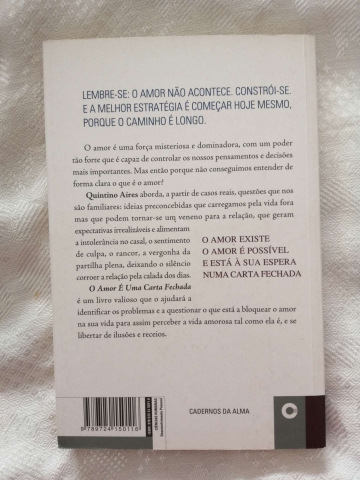 LEMBRE-SE: O AMOR NÃO ACONTECE. CONSTRÓI-SE.
E A MELHOR ESTRATÉGIA É COMEÇAR HOJE MESMO,
PORQUE O CAMINHO É LONGO.
O amor é uma força misteriosa e dominadora, com um poder
tão forte que é capaz de controlar os nossos pensamentos e decisões
mais importantes. Mas então porque não conseguimos entender de
forma clara o que é o amor?
Quintino Aires aborda, a partir de casos reais, questões que nos
são familiares: ideias preconcebidas que carregamos pela vida fora
mas que podem tornar-se um veneno para a relação, que geram
expectativas irrealizáveis e alimentam
a intolerância no casal, o sentimento
de culpa, o rancor, a vergonha da
partilha plena, deixando o silêncio
corroer a relação pela calada dos dias.
O AMOR EXISTE
O AMOR É POSSÍVEL
E ESTÁ À SUA ESPERA
NUMA CARTA FECHADA
O Amor É Uma Carta Fechada
é um livro valioso que o ajudará a
identificar os problemas e a questionar o que está a bloquear o amor
na sua vida para assim perceber a vida amorosa tal como ela é, e se
libertar de ilusões e receios.
CIÊNCIAS HUMANAS
9 789724 150116
CADERNOS DA ALMA